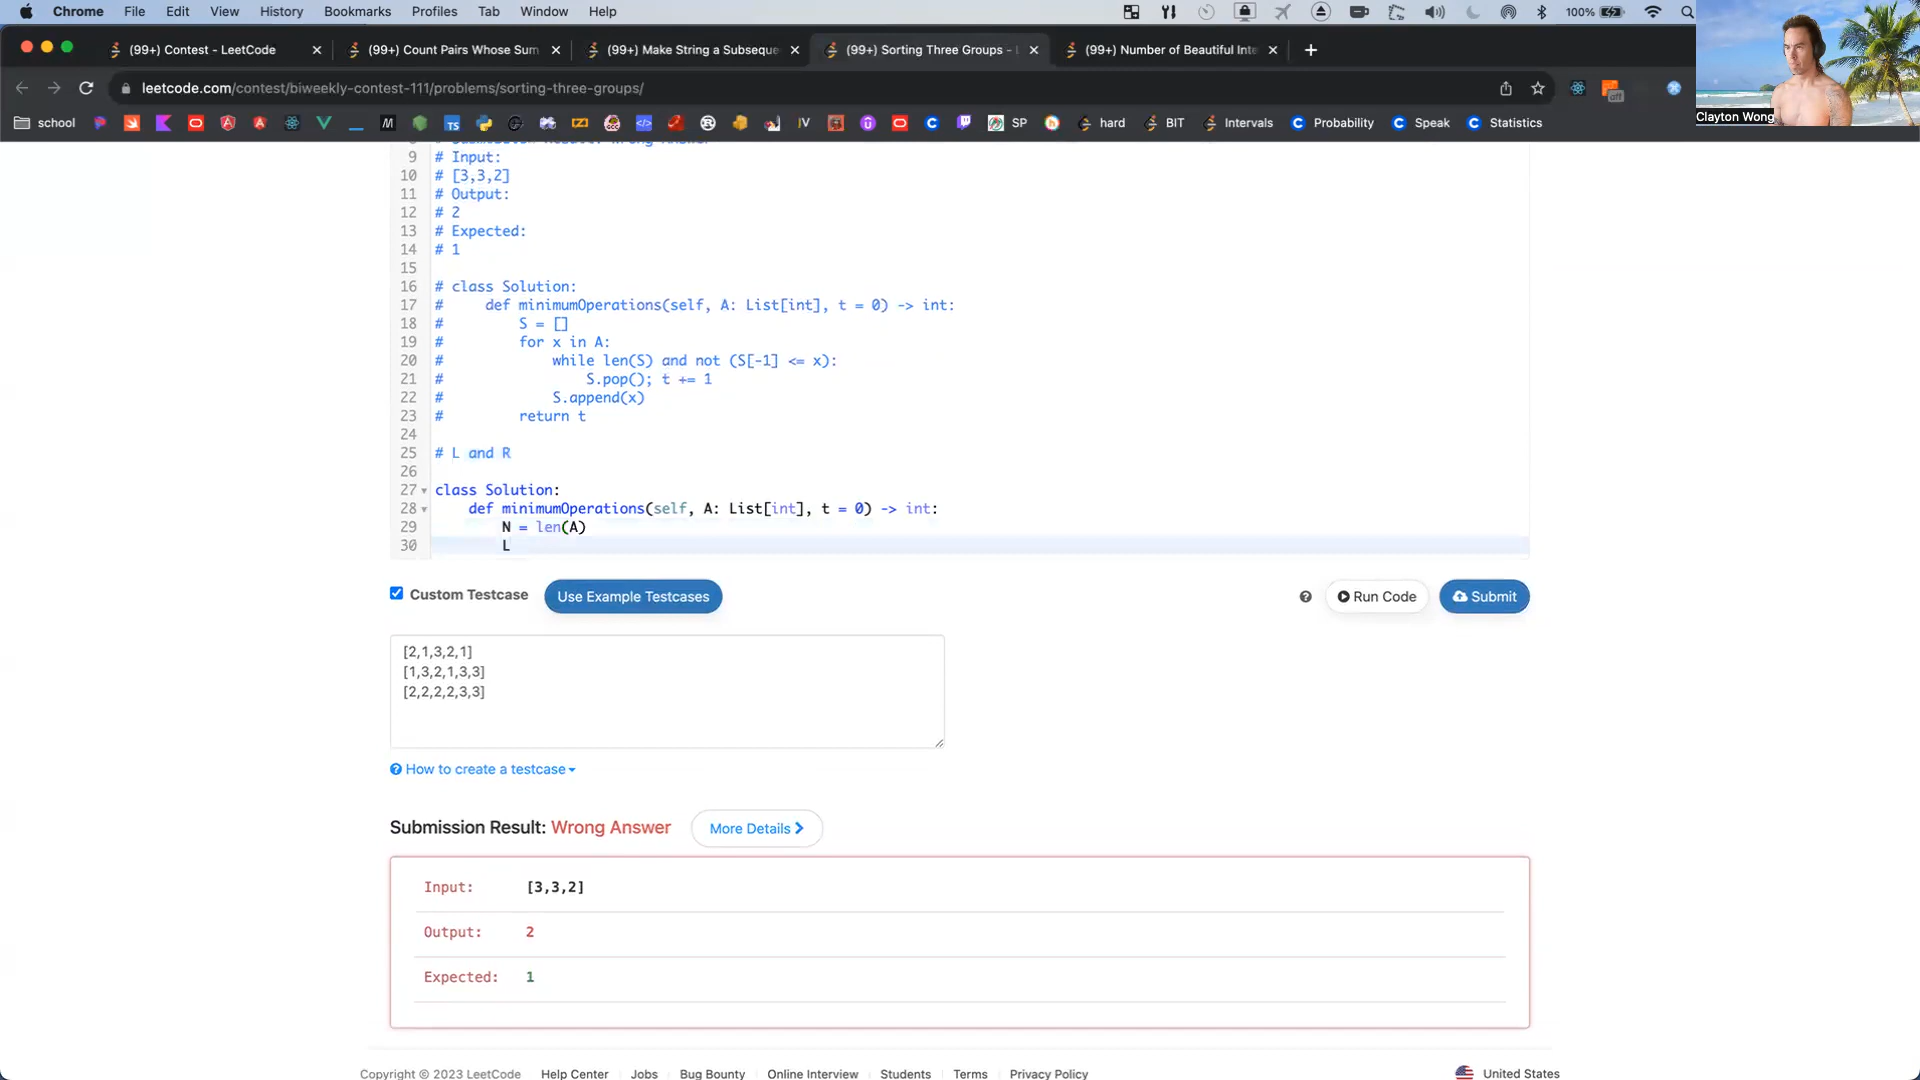 Chrome File Edit View History Bookmarks Profiles Tab Window Help 100%
(99+) Contest - LeetCode (99+) Count Pairs Whose Sum (99+) Make String a Subseque (99+) Sorting Three Groups - L (99+) Number of Beautiful Inte
leetcode.com/contest/biweekly-contest-111/problems/sorting-three-groups/
off
school TS IV SP hard BIT Intervals Probability Speak Statistics
Clayton Wong
9 # Input:
10 # [3,3,2]
11 # Output:
12 # 2
13 # Expected:
14 # 1
15
16 # class Solution:
17 # def minimumOperations(self, A: List[int], t = 0) -> int:
18 # S = []
19 # for x in A:
20 # while len(S) and not (S[-1] <= x):
21 # S.pop(); t += 1
22 # S.append(x)
23 # return t
24
25 # L and R
26
27 class Solution:
28 def minimumOperations(self, A: List[int], t = 0) -> int:
29 N = len(A)
30 L
Custom Testcase Use Example Testcases Run Code Submit
[2,1,3,2,1]
[1,3,2,1,3,3]
[2,2,2,2,3,3]
How to create a testcase
Submission Result: Wrong Answer More Details
Input: [3,3,2]
Output: 2
Expected: 1
Copyright © 2023 LeetCode Help Center Jobs Bug Bounty Online Interview Students Terms Privacy Policy United States